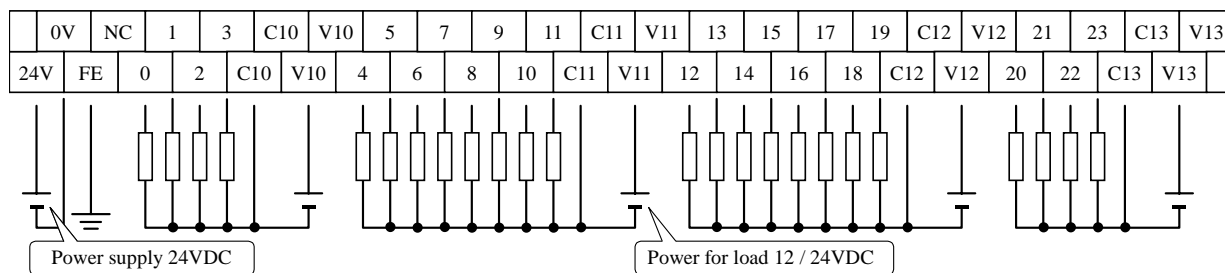 0V NC 1 3 C10 V10 5 7 9 11 C11 V11 13 15 17 19 C12 V12 21 23 C13 V13
24V FE 0 2 C10 V10 4 6 8 10 C11 V11 12 14 16 18 C12 V12 20 22 C13 V13
Power supply 24VDC
Power for load 12 / 24VDC